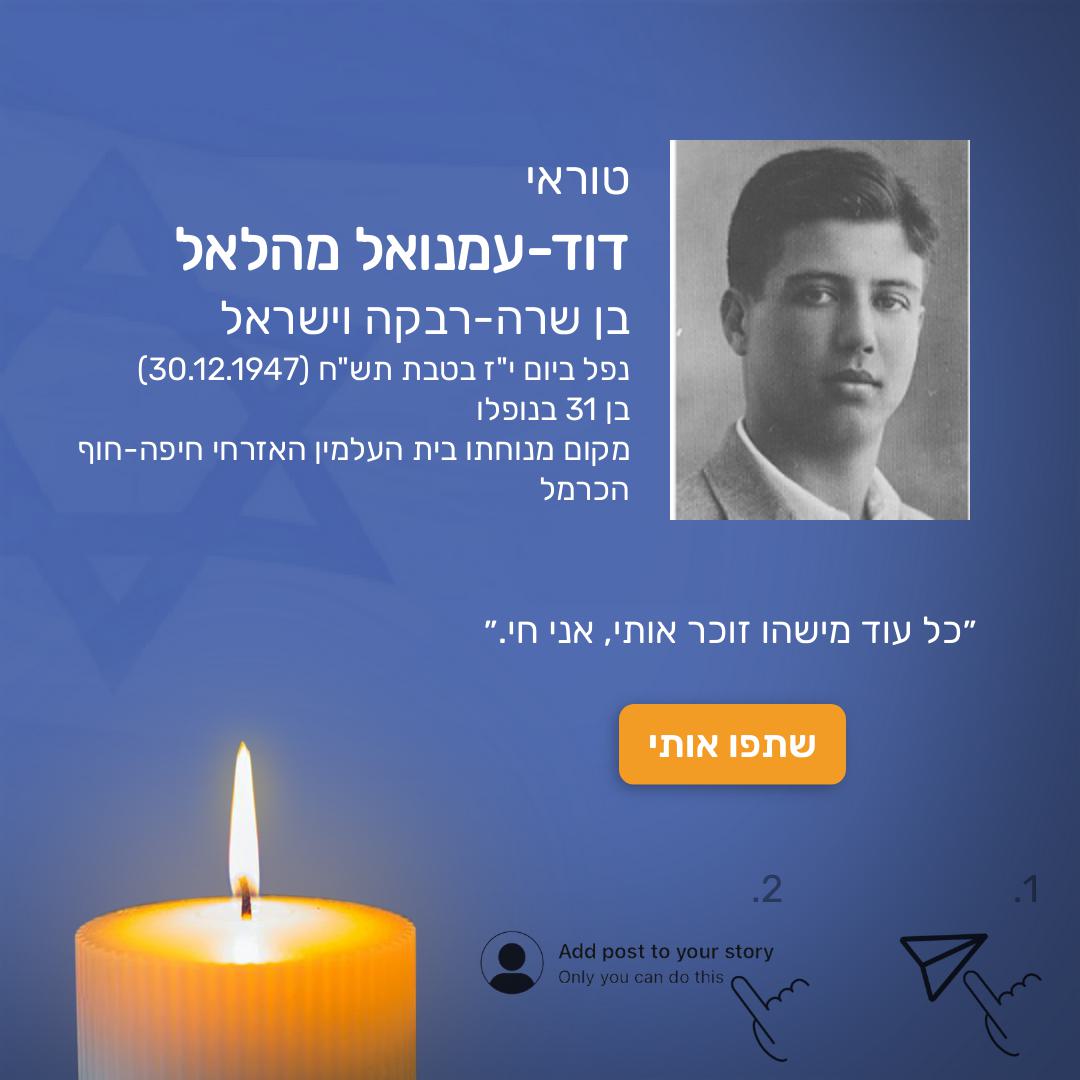 טוראי
דוד-עמנואל מהלאל
בן שרה-רבקה וישראל
נפל ביום י"ז בטבת תש"ח (30.12.1947)
בן 31 בנופלו
מקום מנוחתו בית העלמין האזרחי חיפה-חוף
הכרמל
״כל עוד מישהו זוכר אותי, אני חי.״
שתפו אותי
1.
2.
Add post to your story
Only you can do this